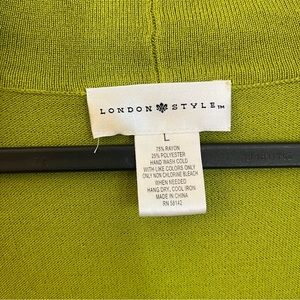 LONDON STYLE™
L
75% RAYON
25% POLYESTER
HAND WASH COLD
WITH LIKE COLORS ONLY
ONLY NON CHLORINE BLEACH
WHEN NEEDED
HANG DRY, COOL IRON
MADE IN CHINA
RN 58142